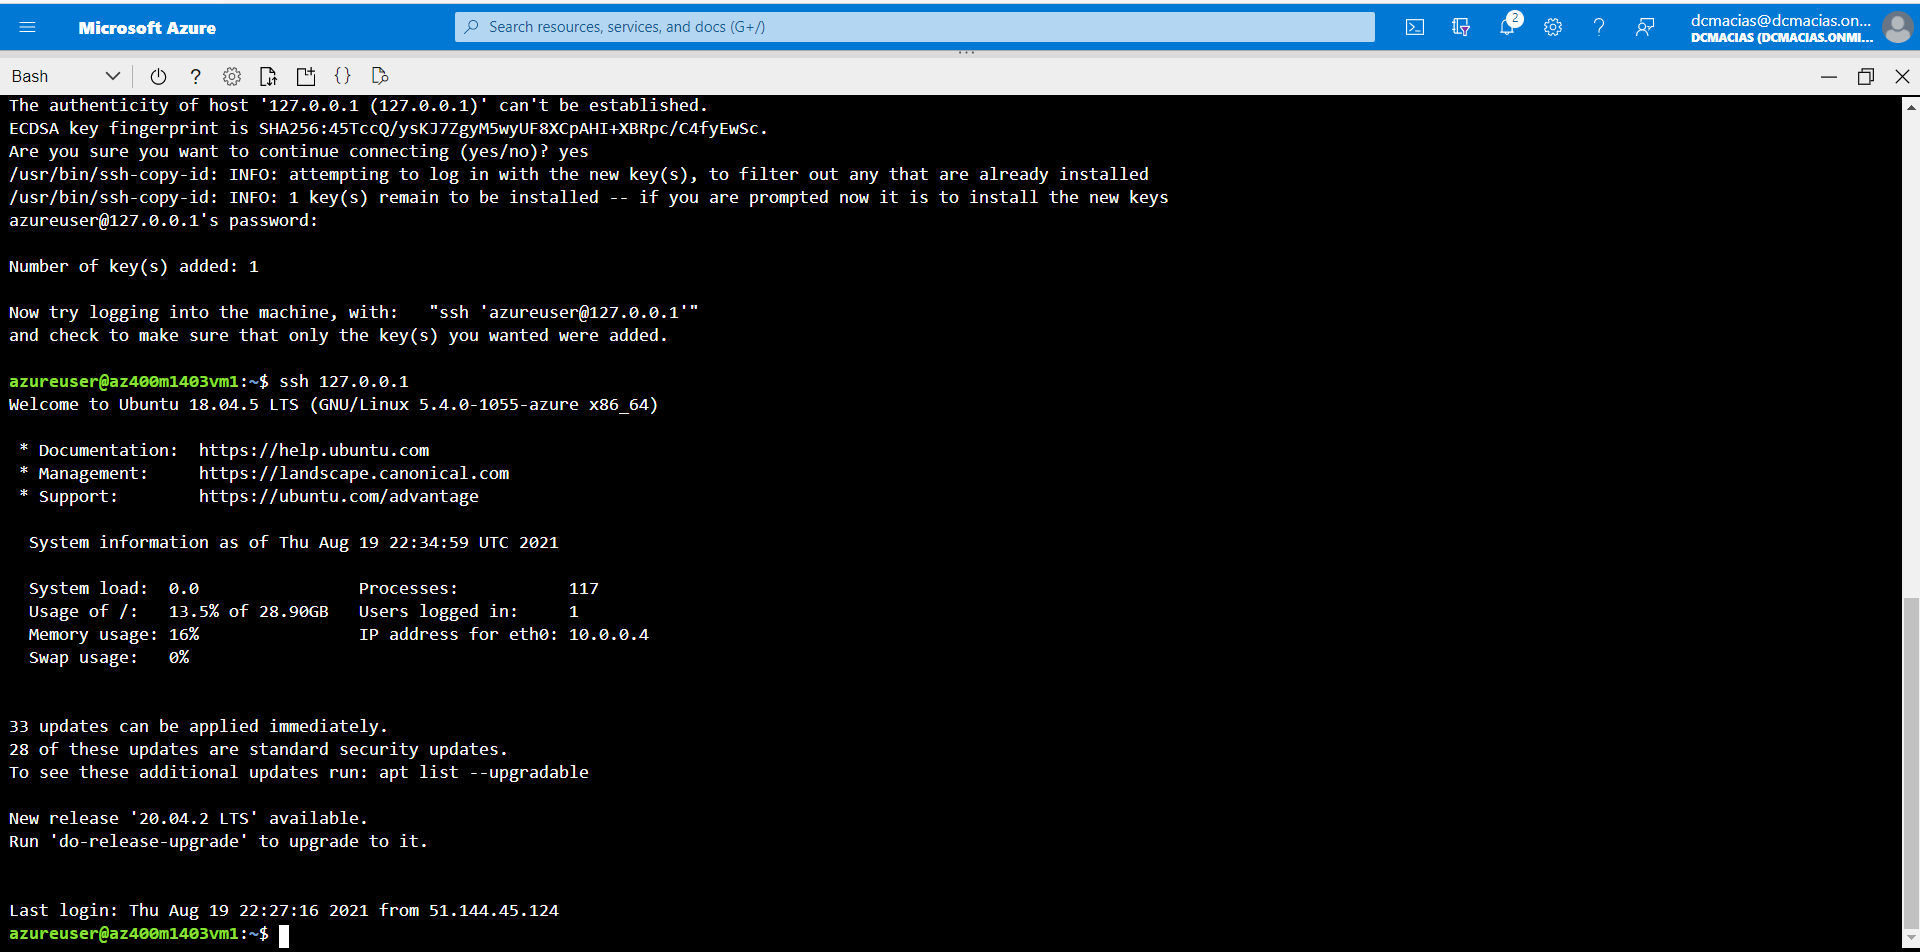 Microsoft Azure
Search resources, services, and docs (G+/)
2
dcmacias@dcmacias.on...
DCMACIAS (DCMACIAS.ONMI...
Bash
The authenticity of host '127.0.0.1 (127.0.0.1)' can't be established.
ECDSA key fingerprint is SHA256:45TccQ/ysKJ7ZgyM5wyUF8XCpAHI+XBRpc/C4fyEwSc.
Are you sure you want to continue connecting (yes/no)? yes
/usr/bin/ssh-copy-id: INFO: attempting to log in with the new key(s), to filter out any that are already installed
/usr/bin/ssh-copy-id: INFO: 1 key(s) remain to be installed -- if you are prompted now it is to install the new keys
azureuser@127.0.0.1's password:
Number of key(s) added: 1
Now try logging into the machine, with:   "ssh 'azureuser@127.0.0.1'"
and check to make sure that only the key(s) you wanted were added.
azureuser@az400m1403vm1:~$ ssh 127.0.0.1
Welcome to Ubuntu 18.04.5 LTS (GNU/Linux 5.4.0-1055-azure x86_64)
* Documentation:  https://help.ubuntu.com
* Management:     https://landscape.canonical.com
* Support:        https://ubuntu.com/advantage
System information as of Thu Aug 19 22:34:59 UTC 2021
System load:  0.0                Processes:           117
Usage of /:   13.5% of 28.90GB   Users logged in:     1
Memory usage: 16%                IP address for eth0: 10.0.0.4
Swap usage:   0%
33 updates can be applied immediately.
28 of these updates are standard security updates.
To see these additional updates run: apt list --upgradable
New release '20.04.2 LTS' available.
Run 'do-release-upgrade' to upgrade to it.
Last login: Thu Aug 19 22:27:16 2021 from 51.144.45.124
azureuser@az400m1403vm1:~$